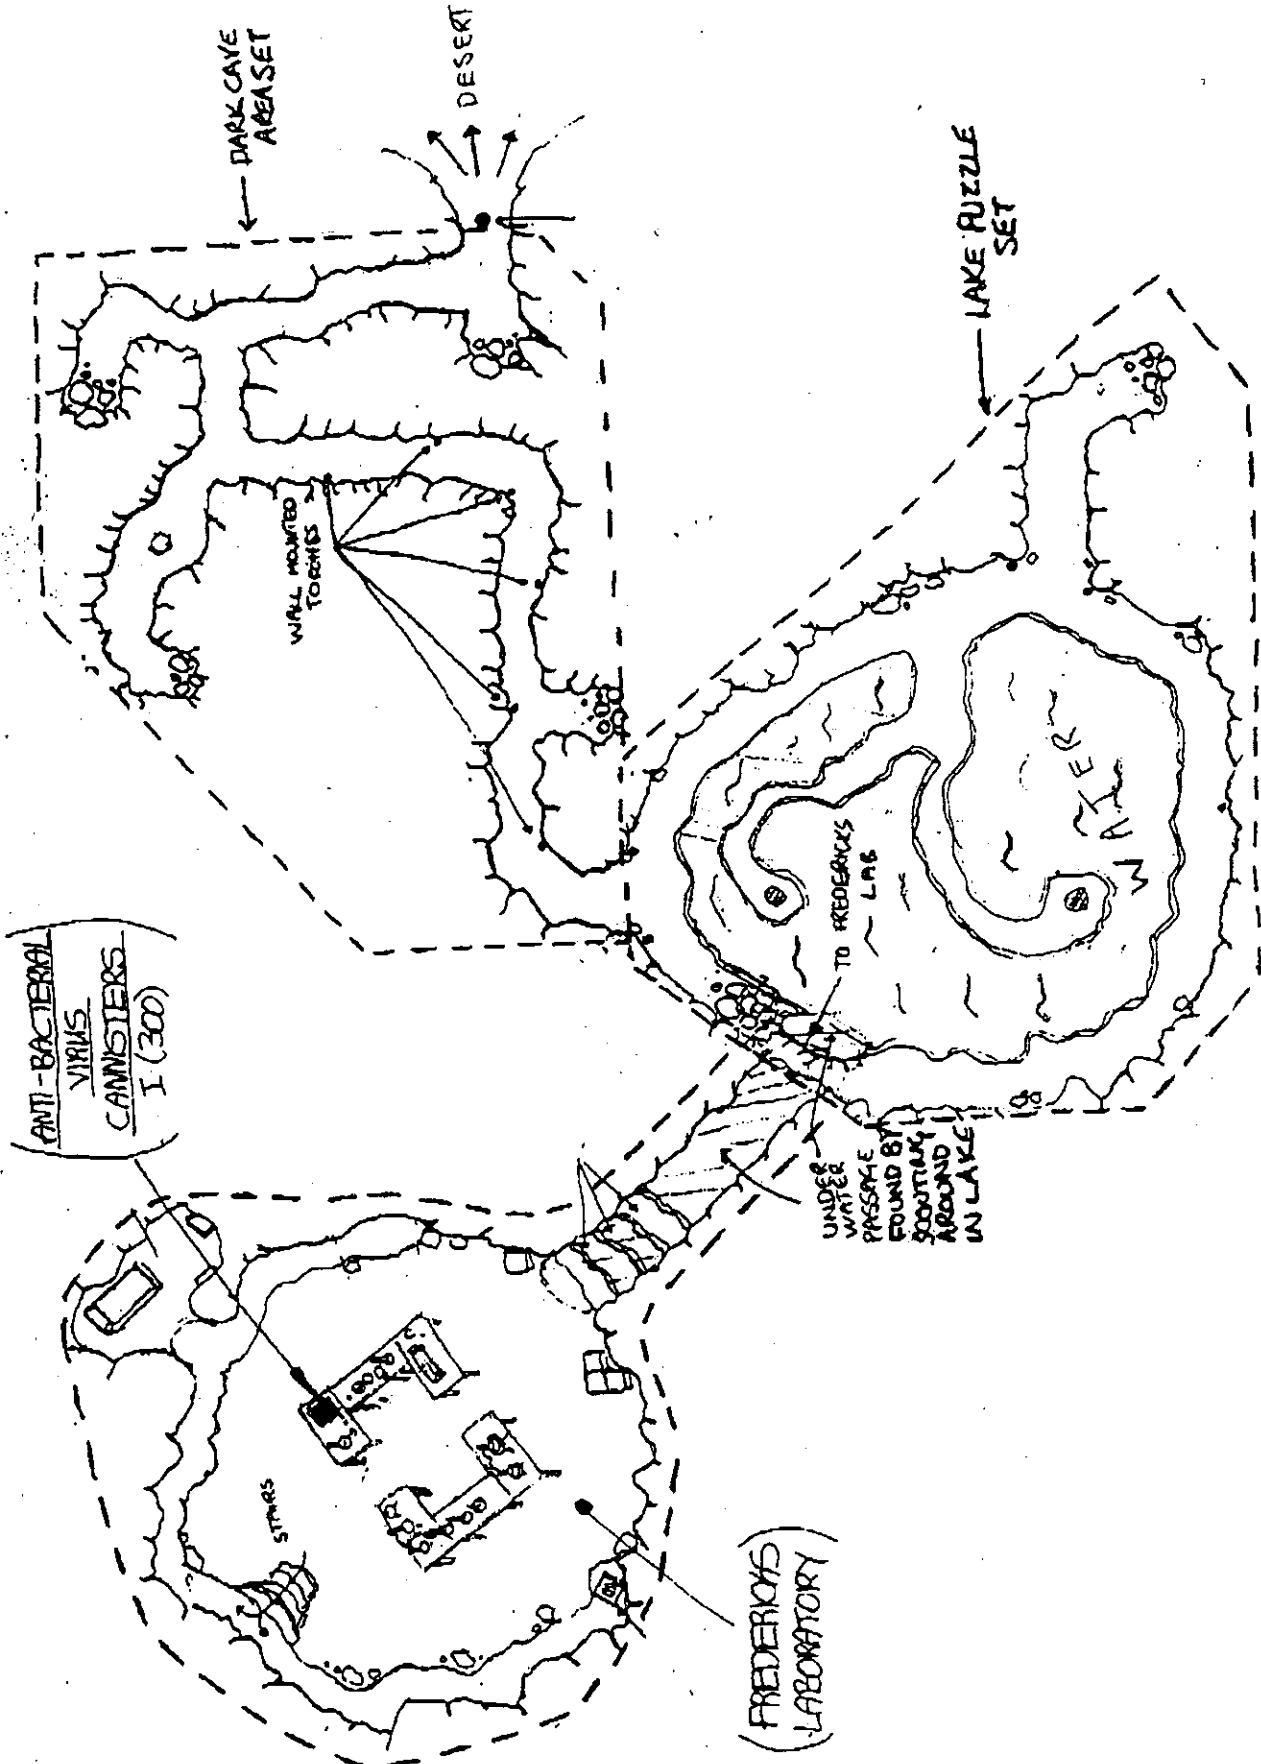 DARK CAVE
AREA SET
DESERT
WALL MOUNTED
TORCHES
LAKE PUZZLE
SET
WATER
TO FREDERICKS
LAB
ANTI-BACTERIAL
VIRUS
CANNISTERS
I (300)
UNDER
WATER
PASSAGE
FOUND BY
SCOUTING
AROUND
IN LAKE
STAIRS
FREDERICKS
LABORATORY